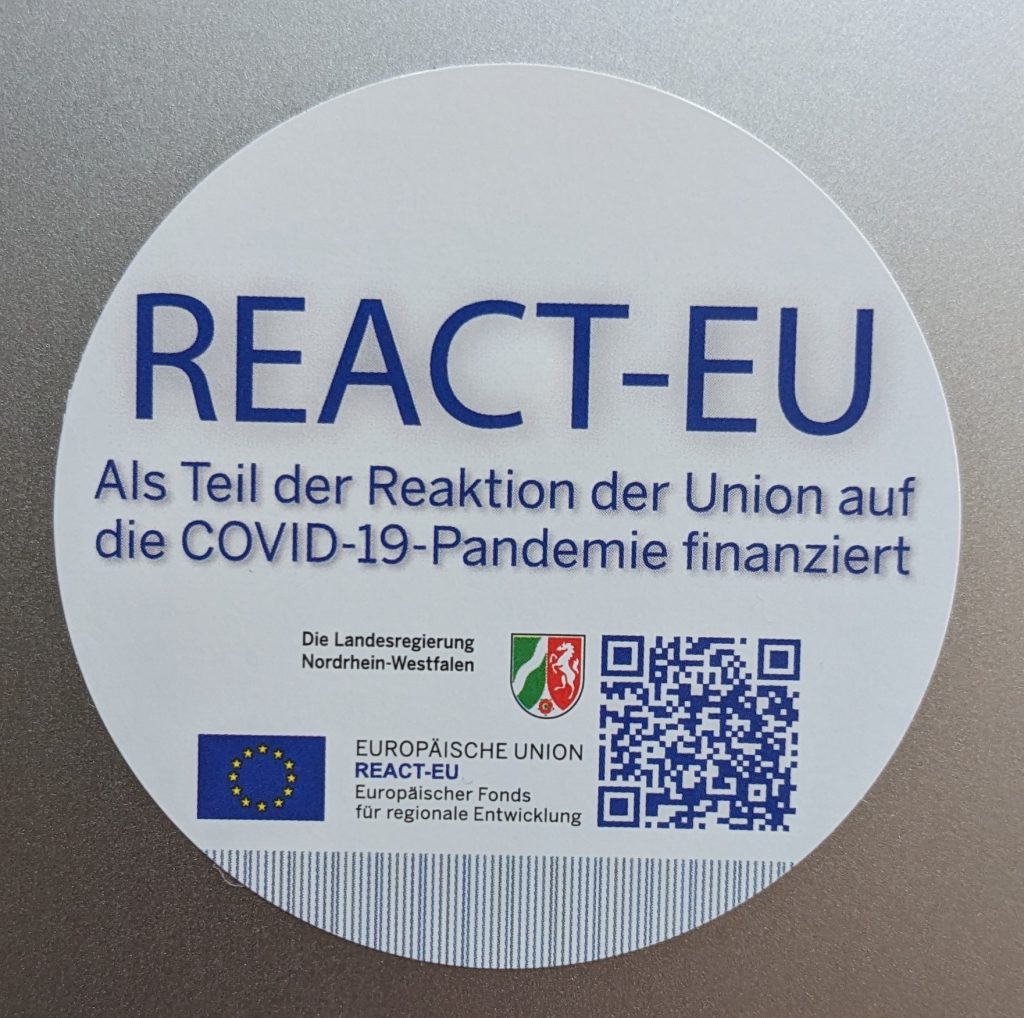 REACT-EU
Als Teil der Reaktion der Union auf
die COVID-19-Pandemie finanziert
Die Landesregierung
Nordrhein-Westfalen
EUROPÄISCHE UNION
REACT-EU
Europäischer Fonds
für regionale Entwicklung